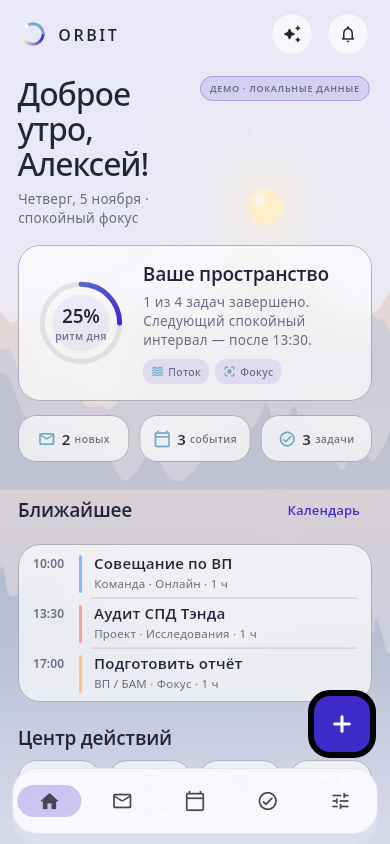 ORBIT
Доброе
утро,
Алексей!
ДЕМО · ЛОКАЛЬНЫЕ ДАННЫЕ
Четверг, 5 ноября ·
спокойный фокус
25%
ритм дня
Ваше пространство
1 из 4 задач завершено.
Следующий спокойный
интервал — после 13:30.
Поток
Фокус
2 новых
3 события
3 задачи
Ближайшее
Календарь
10:00
Совещание по ВП
Команда · Онлайн · 1 ч
13:30
Аудит СПД Тэнда
Проект · Исследования · 1 ч
17:00
Подготовить отчёт
ВП / БАМ · Фокус · 1 ч
Центр действий